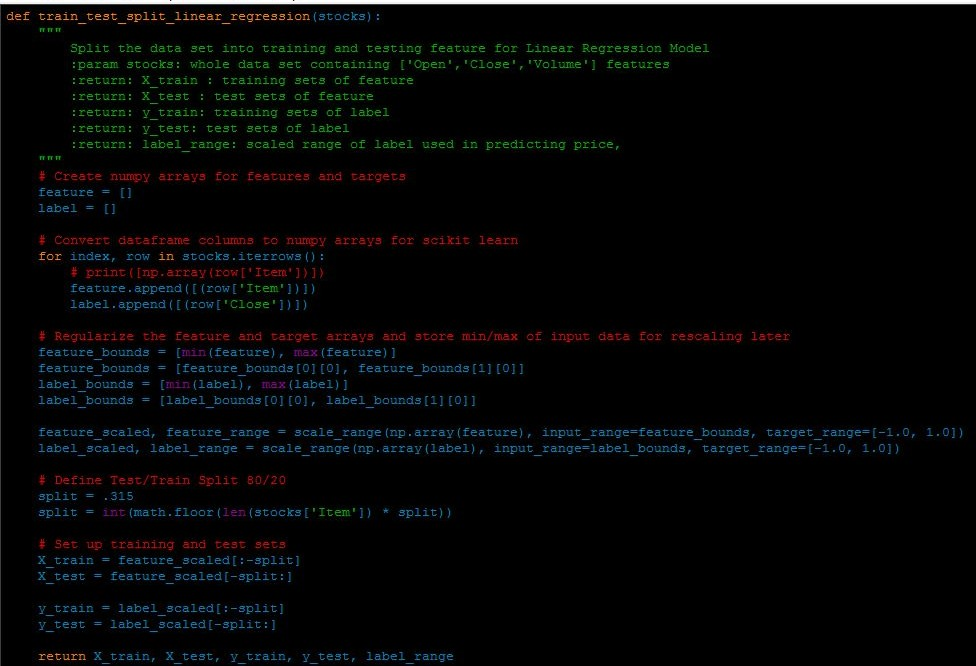 def train_test_split_linear_regression(stocks):
    """
        Split the data set into training and testing feature for Linear Regression Model
        :param stocks: whole data set containing ['Open','Close','Volume'] features
        :return: X_train : training sets of feature
        :return: X_test : test sets of feature
        :return: y_train: training sets of label
        :return: y_test: test sets of label
        :return: label_range: scaled range of label used in predicting price,
    """
    # Create numpy arrays for features and targets
    feature = []
    label = []

    # Convert dataframe columns to numpy arrays for scikit learn
    for index, row in stocks.iterrows():
        # print([np.array(row['Item'])])
        feature.append([(row['Item'])])
        label.append([(row['Close'])])

    # Regularize the feature and target arrays and store min/max of input data for rescaling later
    feature_bounds = [min(feature), max(feature)]
    feature_bounds = [feature_bounds[0][0], feature_bounds[1][0]]
    label_bounds = [min(label), max(label)]
    label_bounds = [label_bounds[0][0], label_bounds[1][0]]

    feature_scaled, feature_range = scale_range(np.array(feature), input_range=feature_bounds, target_range=[-1.0, 1.0])
    label_scaled, label_range = scale_range(np.array(label), input_range=label_bounds, target_range=[-1.0, 1.0])

    # Define Test/Train Split 80/20
    split = .315
    split = int(math.floor(len(stocks['Item']) * split))

    # Set up training and test sets
    X_train = feature_scaled[:-split]
    X_test = feature_scaled[-split:]

    y_train = label_scaled[:-split]
    y_test = label_scaled[-split:]

    return X_train, X_test, y_train, y_test, label_range